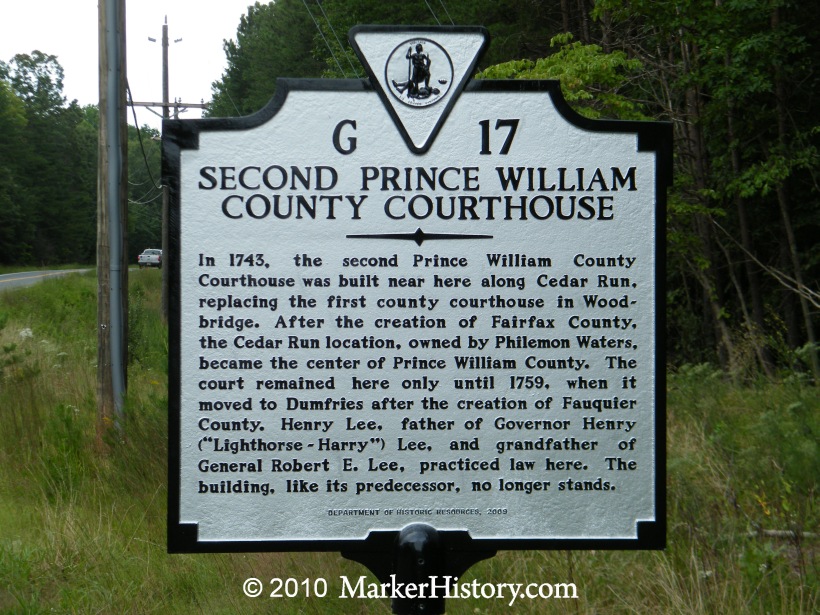 G 17
SECOND PRINCE WILLIAM
COUNTY COURTHOUSE
In 1743, the second Prince William County
Courthouse was built near here along Cedar Run,
replacing the first county courthouse in Wood-
bridge. After the creation of Fairfax County,
the Cedar Run location, owned by Philemon Waters,
became the center of Prince William County. The
court remained here only until 1759, when it
moved to Dumfries after the creation of Fauquier
County. Henry Lee, father of Governor Henry
("Lighthorse-Harry") Lee, and grandfather of
General Robert E. Lee, practiced law here. The
building, like its predecessor, no longer stands.
DEPARTMENT OF HISTORIC RESOURCES, 2009
© 2010 MarkerHistory.com